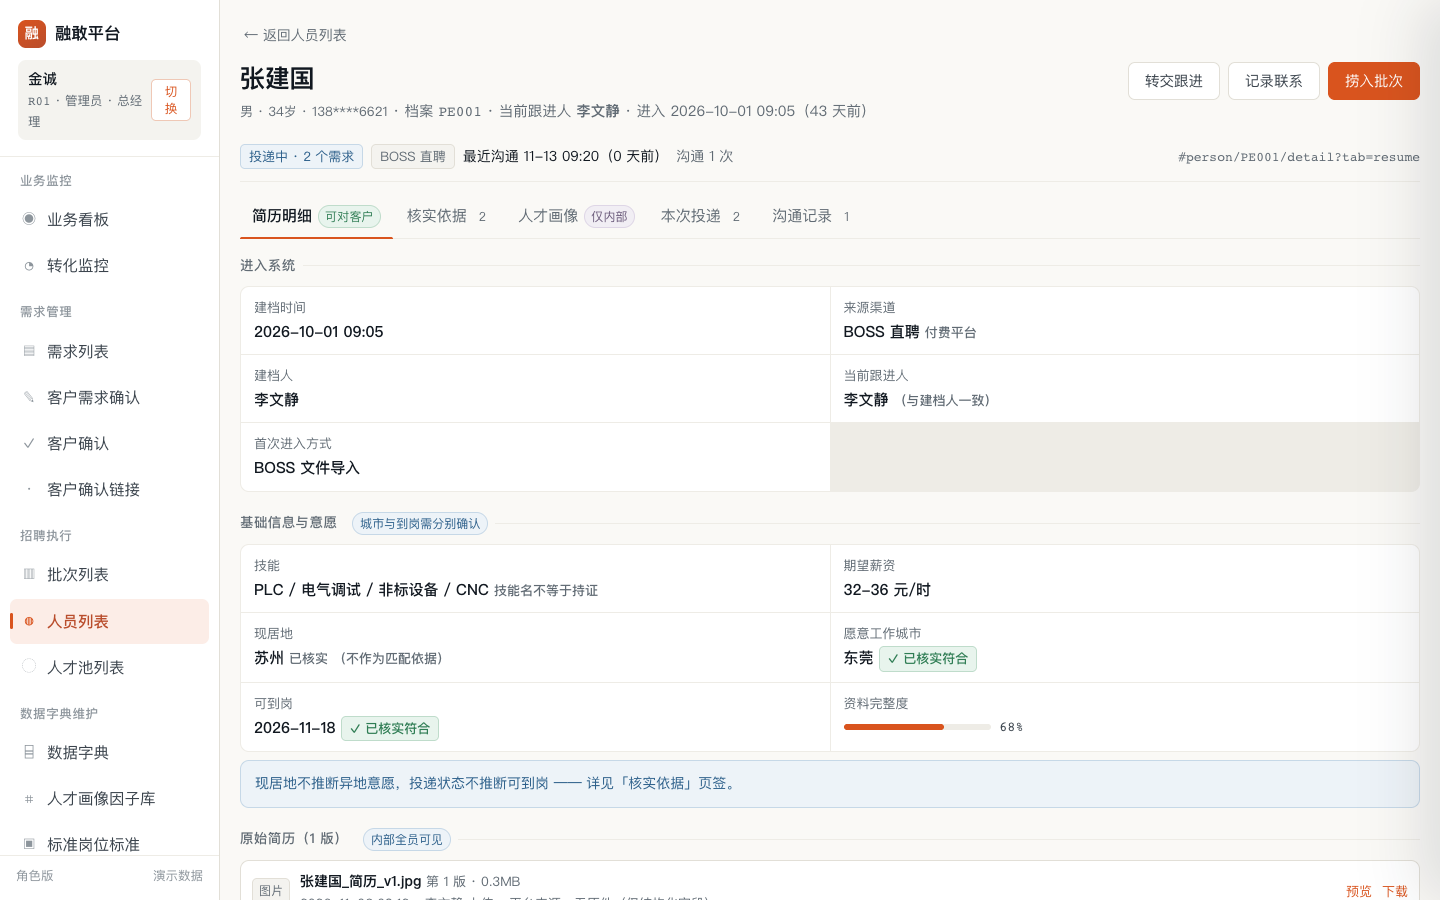 融 融敢平台
金诚
R01 · 管理员 · 总经理
切换
业务监控
业务看板
转化监控
需求管理
需求列表
客户需求确认
客户确认
客户确认链接
招聘执行
批次列表
人员列表
人才池列表
数据字典维护
数据字典
人才画像因子库
标准岗位标准
角色版 演示数据
← 返回人员列表
张建国
转交跟进 记录联系 捞入批次
男 · 34岁 · 138****6621 · 档案 PE001 · 当前跟进人 李文静 · 进入 2026-10-01 09:05（43 天前）
投递中 · 2 个需求 BOSS 直聘 最近沟通 11-13 09:20（0 天前） 沟通 1 次 #person/PE001/detail?tab=resume
简历明细 可对客户 核实依据 2 人才画像 仅内部 本次投递 2 沟通记录 1
进入系统
建档时间
2026-10-01 09:05
来源渠道
BOSS 直聘 付费平台
建档人
李文静
当前跟进人
李文静 （与建档人一致）
首次进入方式
BOSS 文件导入
基础信息与意愿 城市与到岗需分别确认
技能
PLC / 电气调试 / 非标设备 / CNC 技能名不等于持证
期望薪资
32-36 元/时
现居地
苏州 已核实 （不作为匹配依据）
愿意工作城市
东莞 ✓ 已核实符合
可到岗
2026-11-18 ✓ 已核实符合
资料完整度
68%
现居地不推断异地意愿，投递状态不推断可到岗 —— 详见「核实依据」页签。
原始简历（1 版） 内部全员可见
图片 张建国_简历_v1.jpg 第 1 版 · 0.3MB
预览 下载